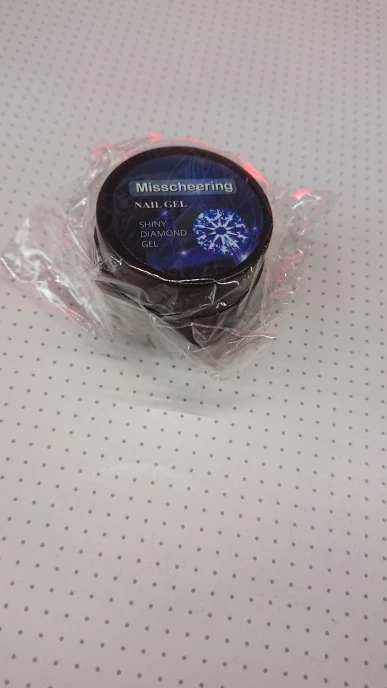 Misscheering
NAIL GEL
SHINY
DIAMOND
GEL